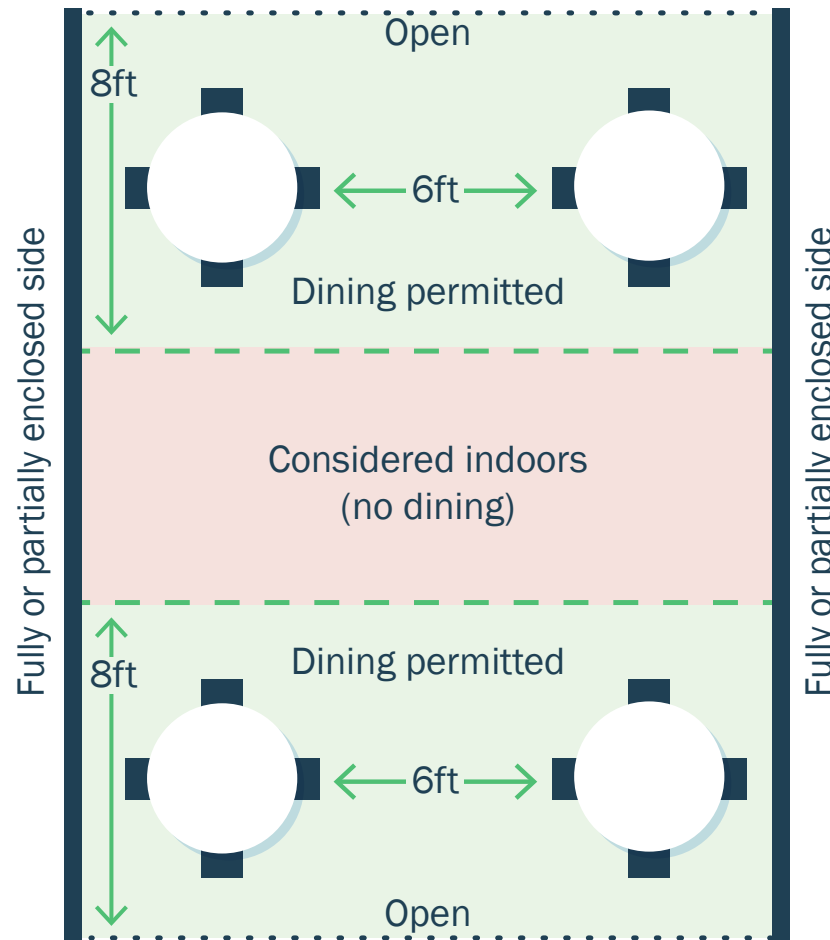 Open
8ft
6ft
Dining permitted
Fully or partially enclosed side
Fully or partially enclosed side
Considered indoors
(no dining)
Dining permitted
8ft
6ft
Open